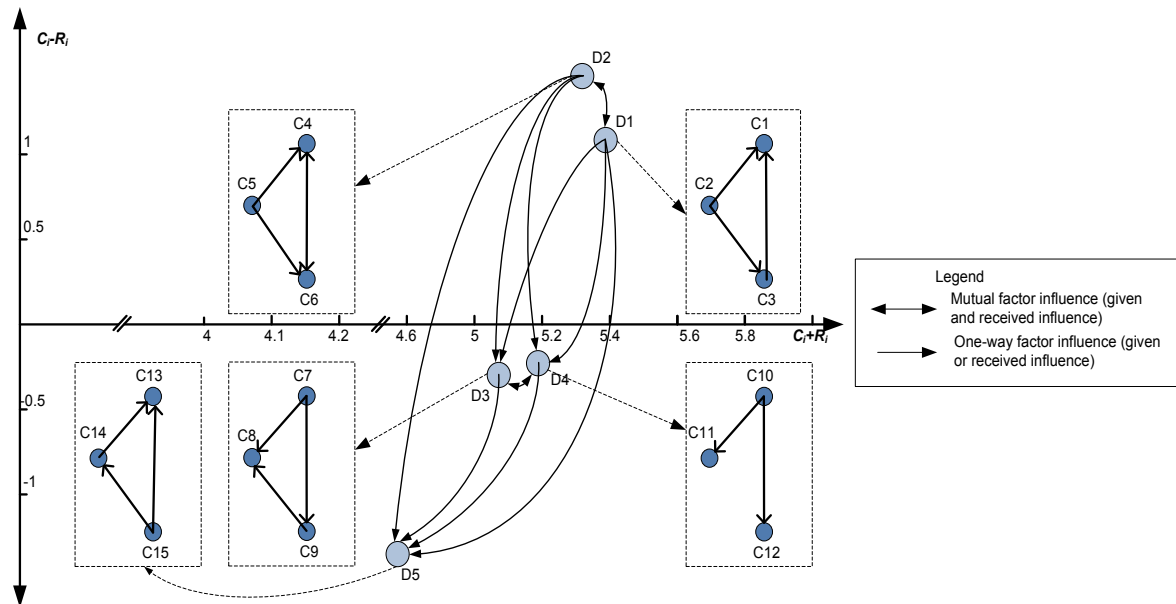 Ci-Ri
D2
D1
C4
C5
C6
C1
C2
C3
1
0.5
Legend
Mutual factor influence (given
and received influence)
One-way factor influence (given
or received influence)
4
4.1
4.2
4.6
5
5.2
5.4
5.6
5.8
Ci+Ri
-0.5
-1
C13
C14
C15
C7
C8
C9
D3
D4
D5
C10
C11
C12